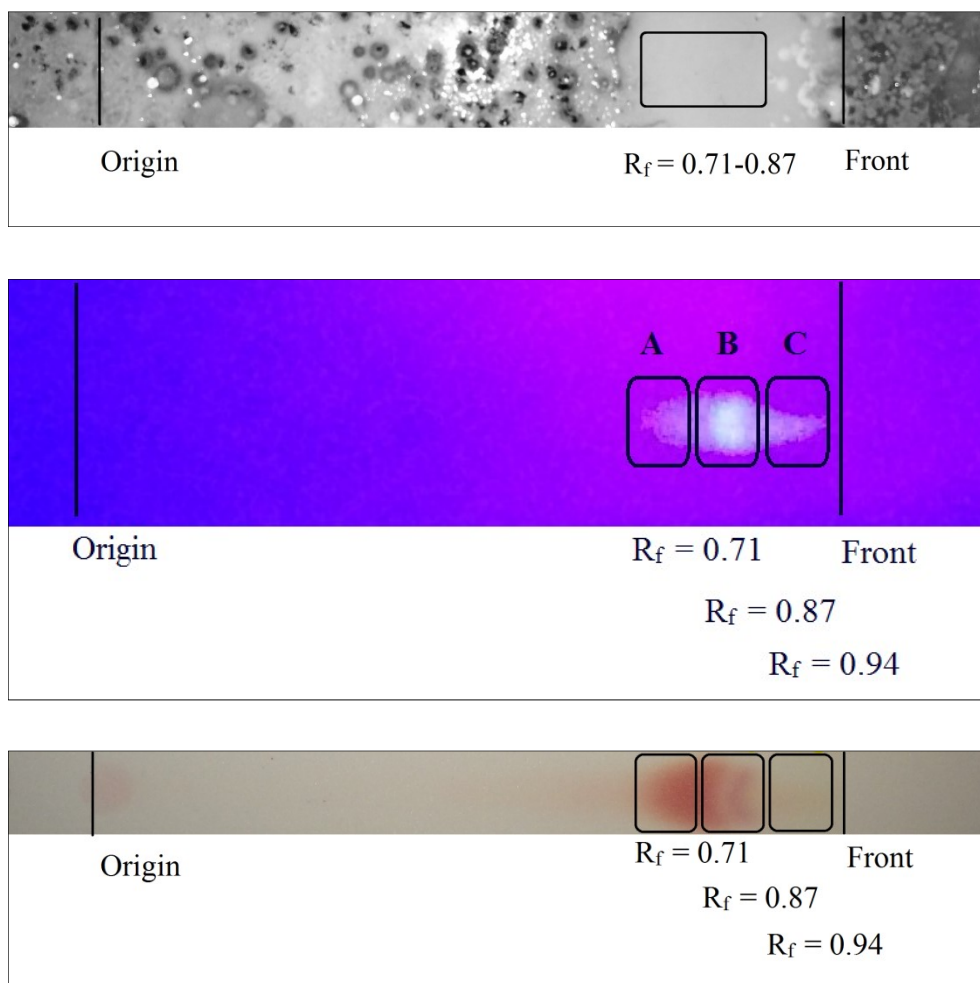 Origin Rf = 0.71-0.87 Front
A B C
Origin Rf = 0.71 Front
Rf = 0.87
Rf = 0.94
Rf = 0.71 Front
Origin
Rf = 0.87
Rf = 0.94